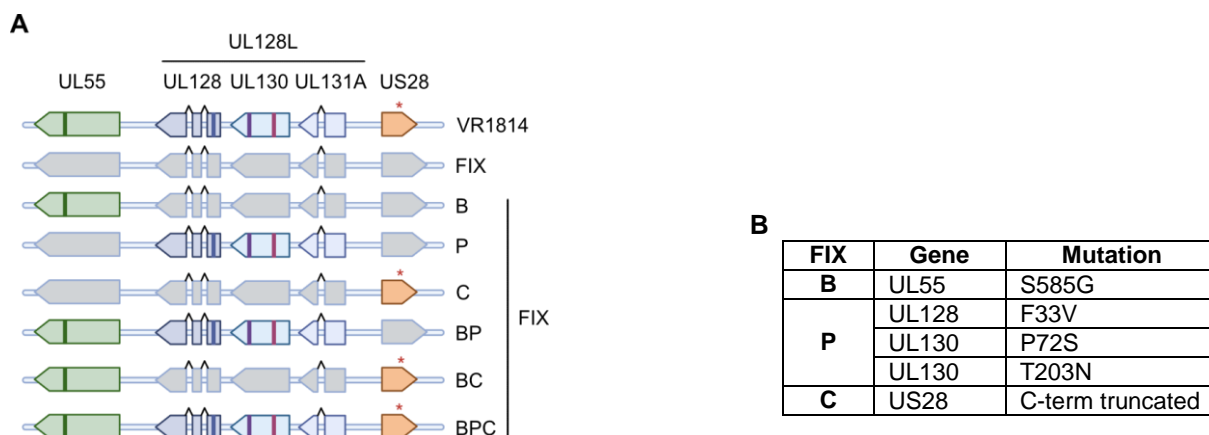 A
UL128L
UL55 UL128 UL130 UL131A US28
*
VR1814
FIX
B
P
*
C
BP
*
BC
*
BPC
FIX
B
FIX Gene Mutation
B UL55 S585G
P UL128 F33V
UL130 P72S
UL130 T203N
C US28 C-term truncated